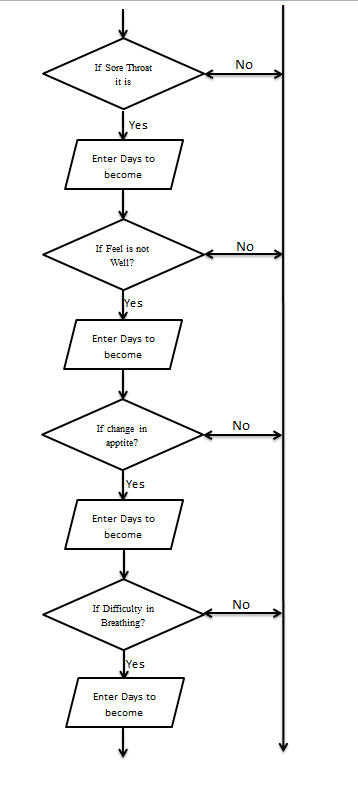 If Sore Throat
it is
No
Yes
Enter Days to
become
If Feel is not
Well?
No
Yes
Enter Days to
become
If change in
apptite?
No
Yes
Enter Days to
become
If Difficulty in
Breathing?
No
Yes
Enter Days to
become